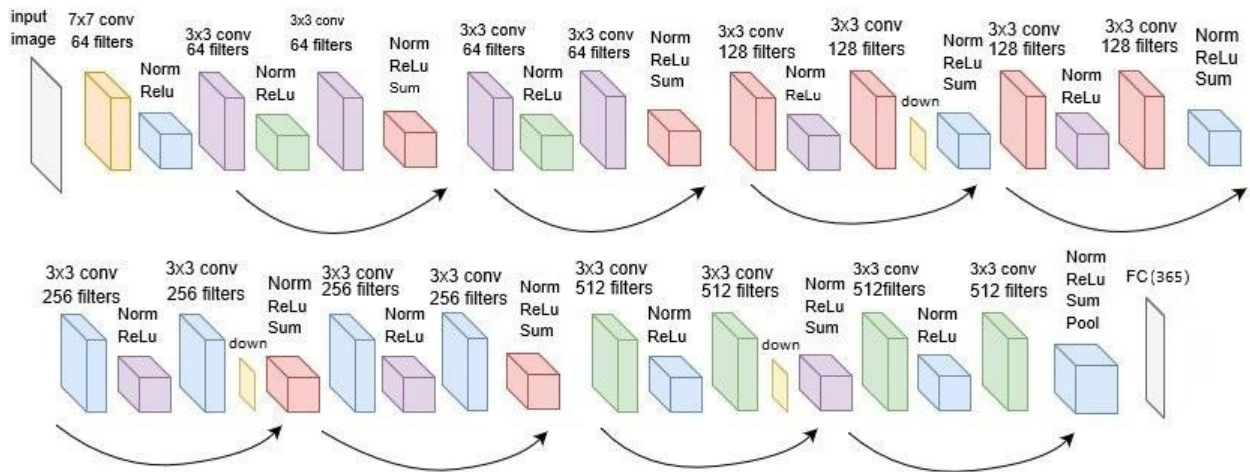 input
image
7x7 conv
64 filters
Norm
Relu
3x3 conv
64 filters
Norm
ReLu
3x3 conv
64 filters
Norm
ReLu
Sum
3x3 conv
64 filters
Norm
ReLu
3x3 conv
64 filters
Norm
ReLu
Sum
3x3 conv
128 filters
Norm
ReLu
3x3 conv
128 filters
down
Norm
ReLu
Sum
3x3 conv
128 filters
Norm
ReLu
3x3 conv
128 filters
Norm
ReLu
Sum
3x3 conv
256 filters
Norm
ReLu
3x3 conv
256 filters
down
Norm
ReLu
Sum
3x3 conv
256 filters
Norm
ReLu
3x3 conv
256 filters
Norm
ReLu
Sum
3x3 conv
512 filters
Norm
ReLu
3x3 conv
512 filters
down
Norm
ReLu
Sum
3x3 conv
512filters
Norm
ReLu
3x3 conv
512 filters
Norm
ReLu
Sum
Pool
FC(365)